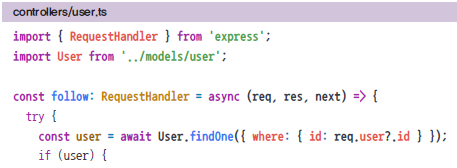 controllers/user.ts
import { RequestHandler } from 'express';
import User from '../models/user';
const follow: RequestHandler = async (req, res, next) => {
try {
const user = await User.findOne({ where: { id: req.user?.id } });
if (user) {